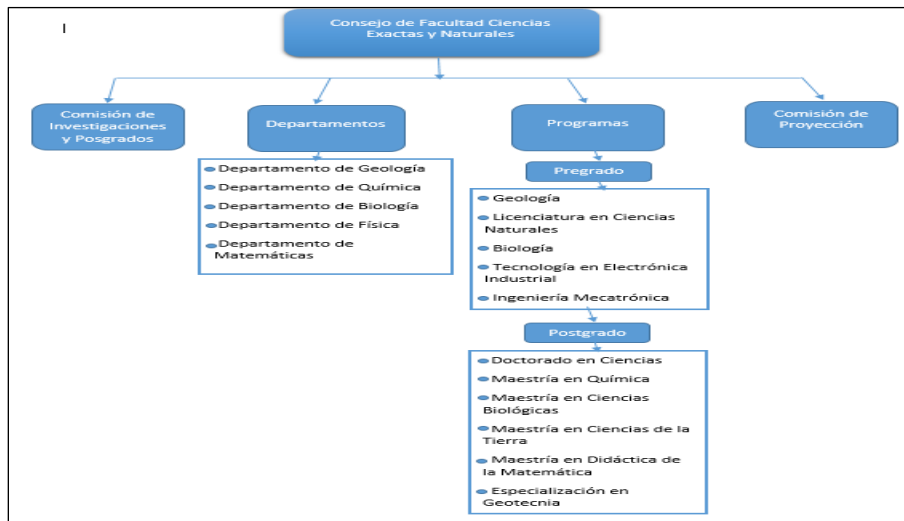 I
Consejo de Facultad Ciencias
Exactas y Naturales
Comisión de
Investigaciones
y Posgrados
Departamentos
Departamento de Geología
Departamento de Química
Departamento de Biología
Departamento de Física
Departamento de
Matemáticas
Programas
Pregrado
Geología
Licenciatura en Ciencias
Naturales
Biología
Tecnología en Electrónica
Industrial
Ingeniería Mecatrónica
Postgrado
Doctorado en Ciencias
Maestría en Química
Maestría en Ciencias
Biológicas
Maestría en Ciencias de la
Tierra
Maestría en Didáctica de
la Matemática
Especialización en
Geotecnia
Comisión de
Proyección